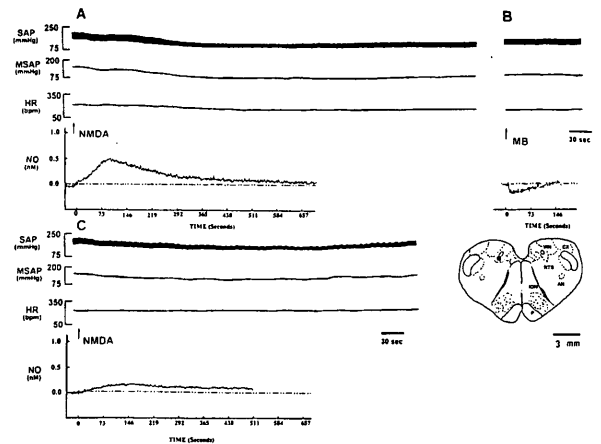 A
B
SAP
(mmHg)
250
75
MSAP
(mmHg)
200
75
HR
(bpm)
350
50
NMDA
MB
30 sec
NO
(nM)
1.0
0.5
0.0
0 73 146 219 292 365 438 511 584 687
TIME (Seconds)
0 73 146
TIME (Seconds)
C
SAP
(mmHg)
250
75
MSAP
(mmHg)
200
75
HR
(bpm)
350
50
30 sec
NMDA
NO
(nM)
1.0
0.5
0.0
0 73 146 219 292 365 438 511
TIME (Seconds)
CX
NTS
AN
P
3 mm